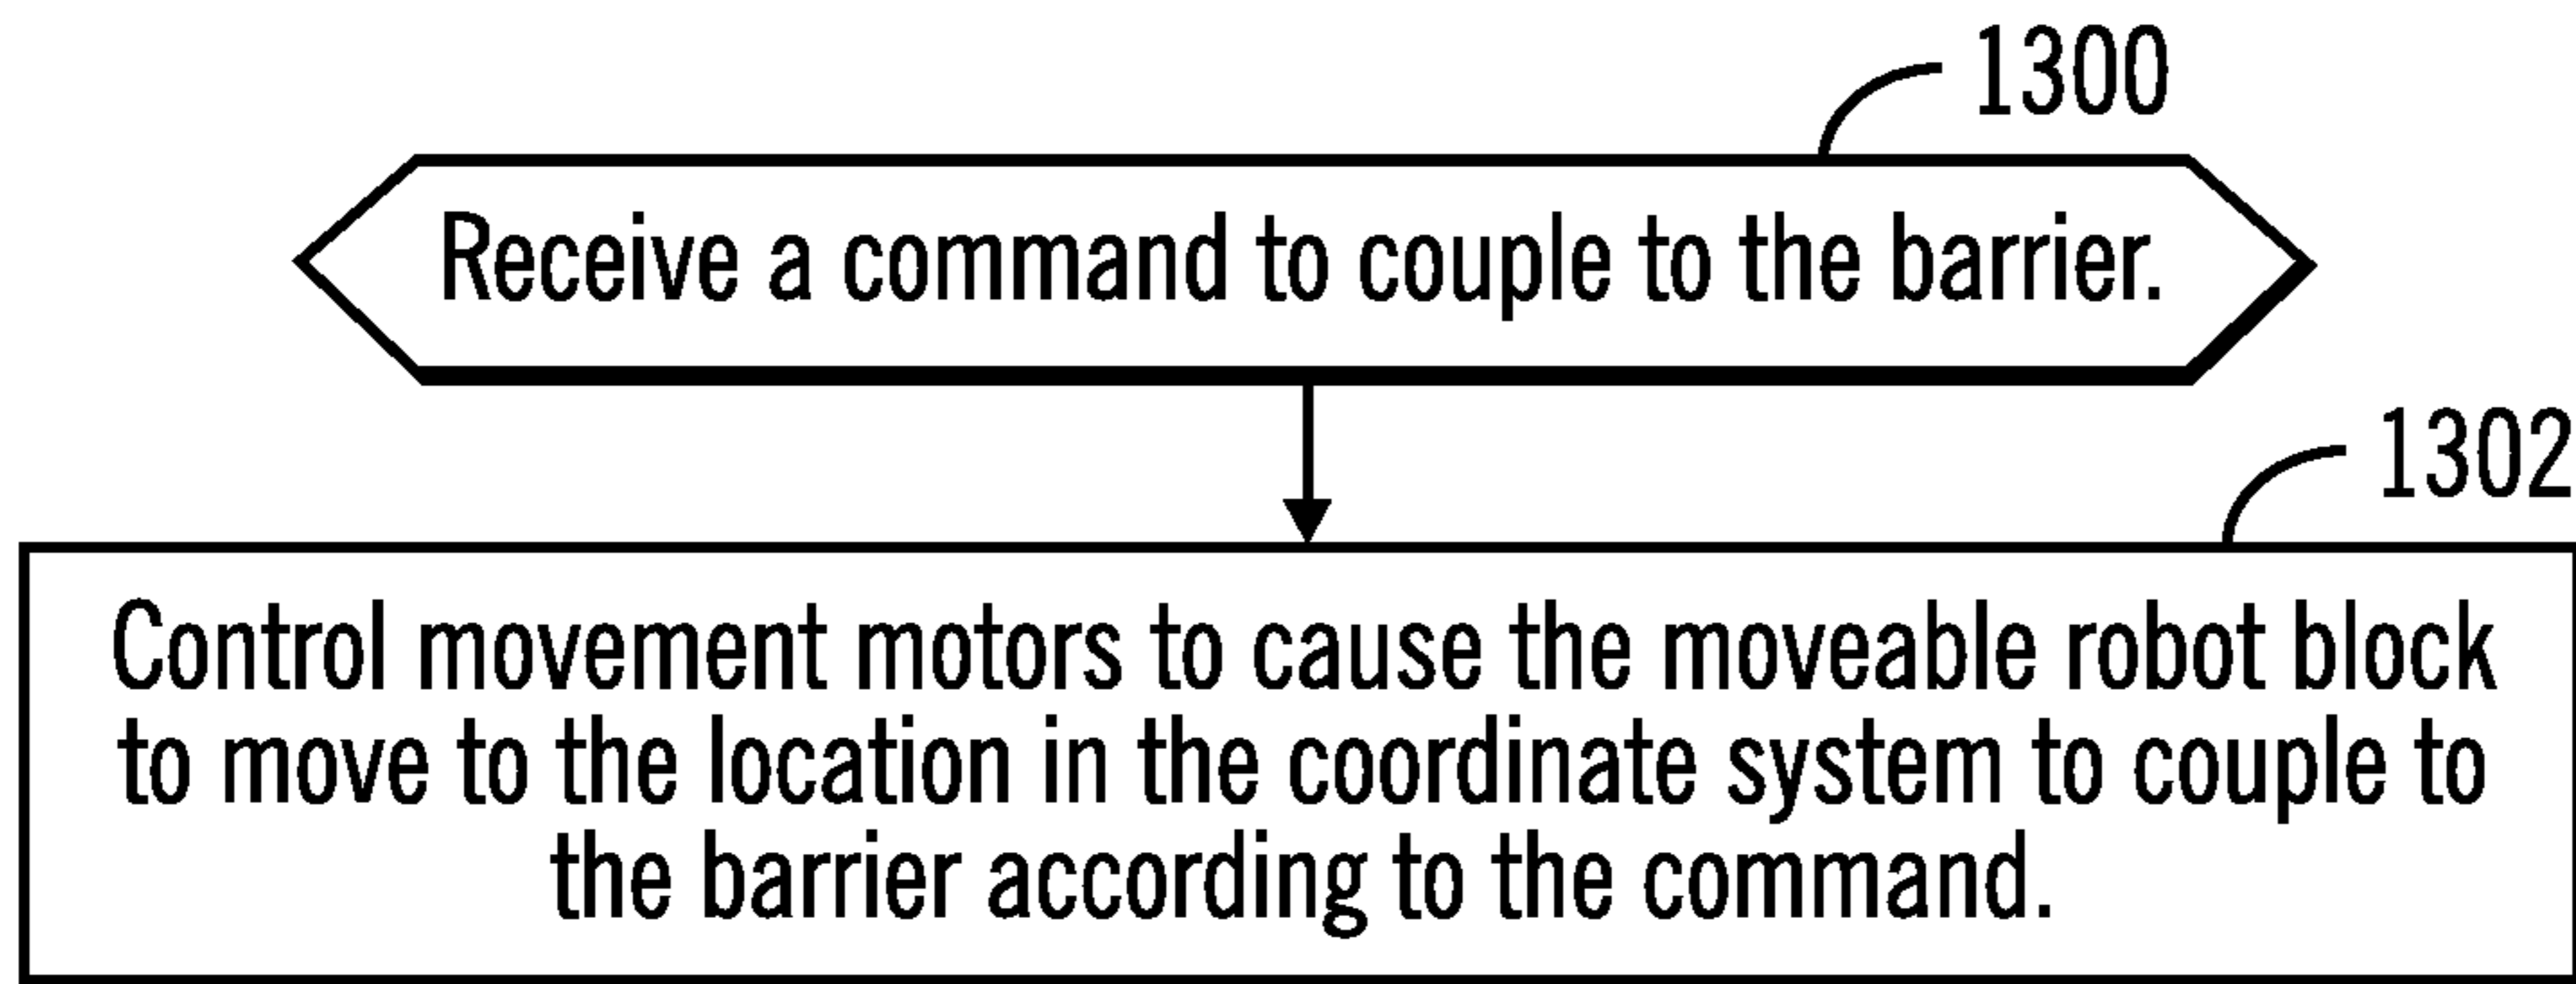 1300
Receive a command to couple to the barrier.
1302
Control movement motors to cause the moveable robot block
to move to the location in the coordinate system to couple to
the barrier according to the command.